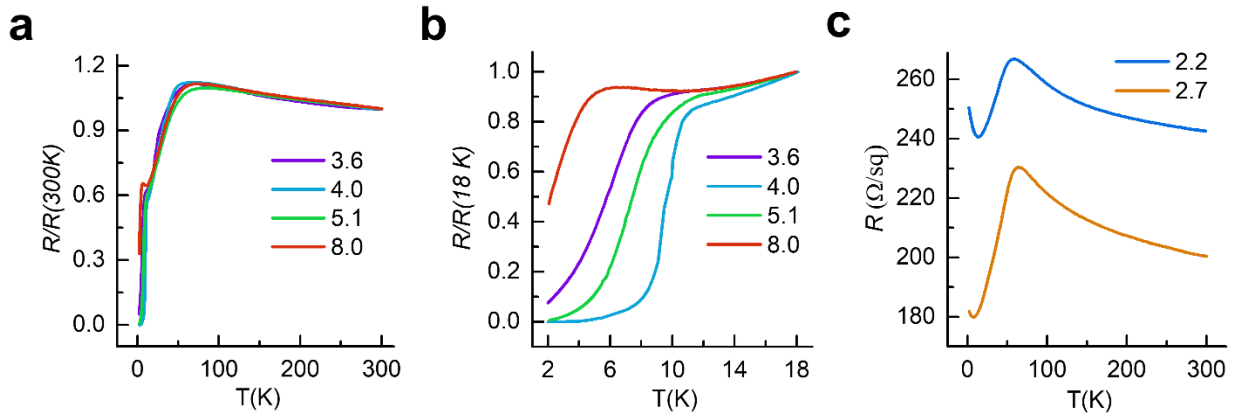 a
R/R(300K)
1.2
0.9
0.6
0.3
0.0
3.6
4.0
5.1
8.0
0 100 200 300
T(K)
b
R/R(18 K)
1.0
0.8
0.6
0.4
0.2
0.0
3.6
4.0
5.1
8.0
2 6 10 14 18
T(K)
c
R (Ω/sq)
260
240
220
200
180
2.2
2.7
0 100 200 300
T(K)